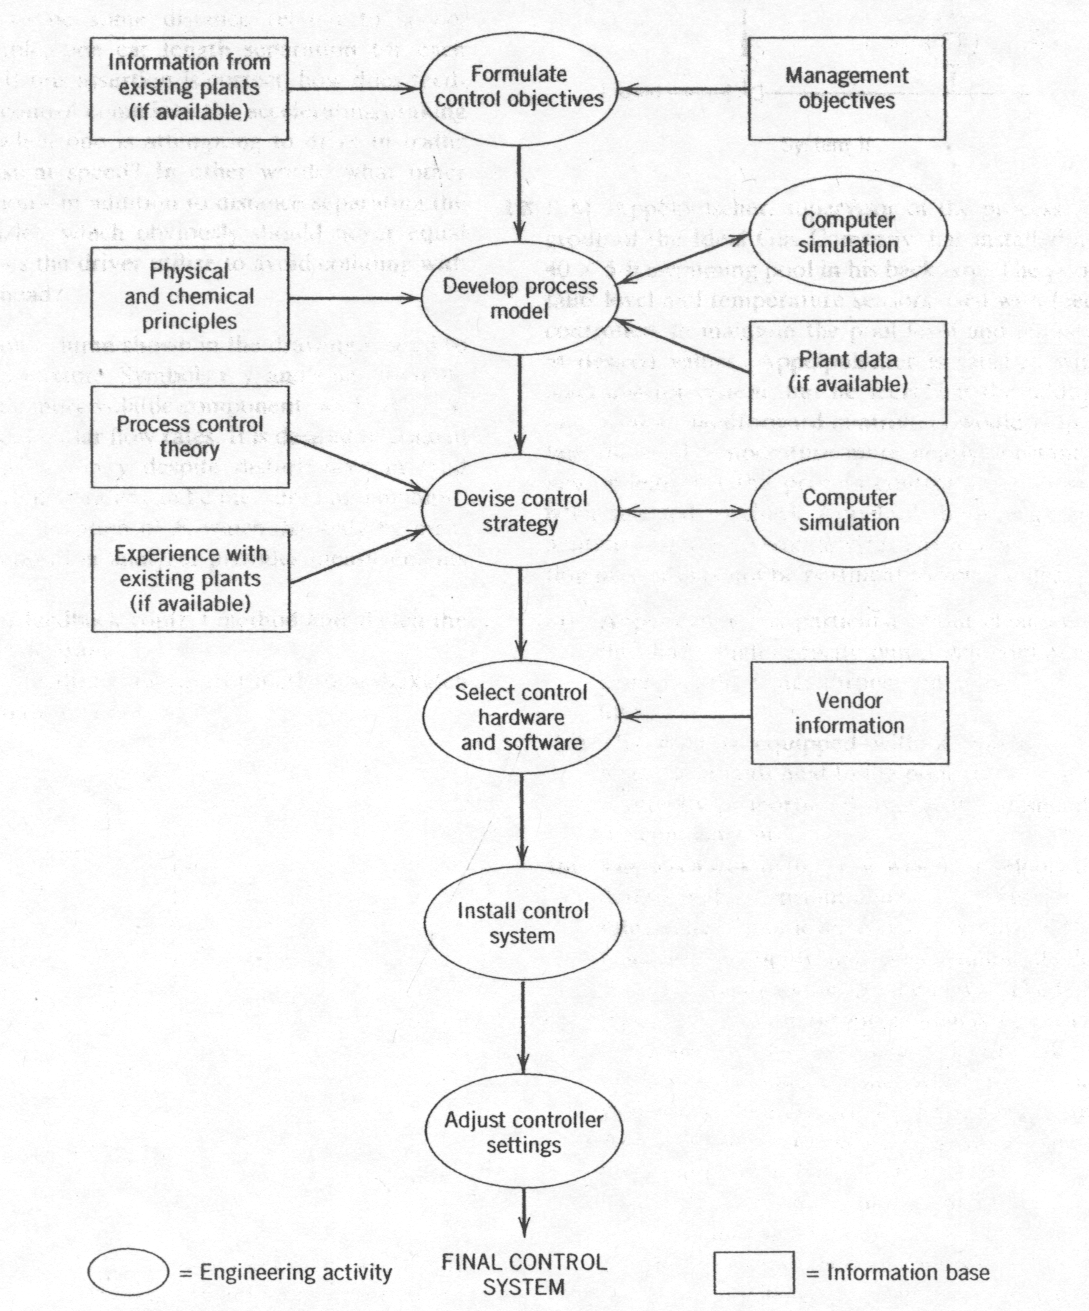 Information from
existing plants
(if available)
Formulate
control objectives
Management
objectives
Computer
simulation
Physical
and chemical
principles
Develop process
model
Plant data
(if available)
Process control
theory
Devise control
strategy
Computer
simulation
Experience with
existing plants
(if available)
Select control
hardware
and software
Vendor
information
Install control
system
Adjust controller
settings
FINAL CONTROL
SYSTEM
= Engineering activity
= Information base